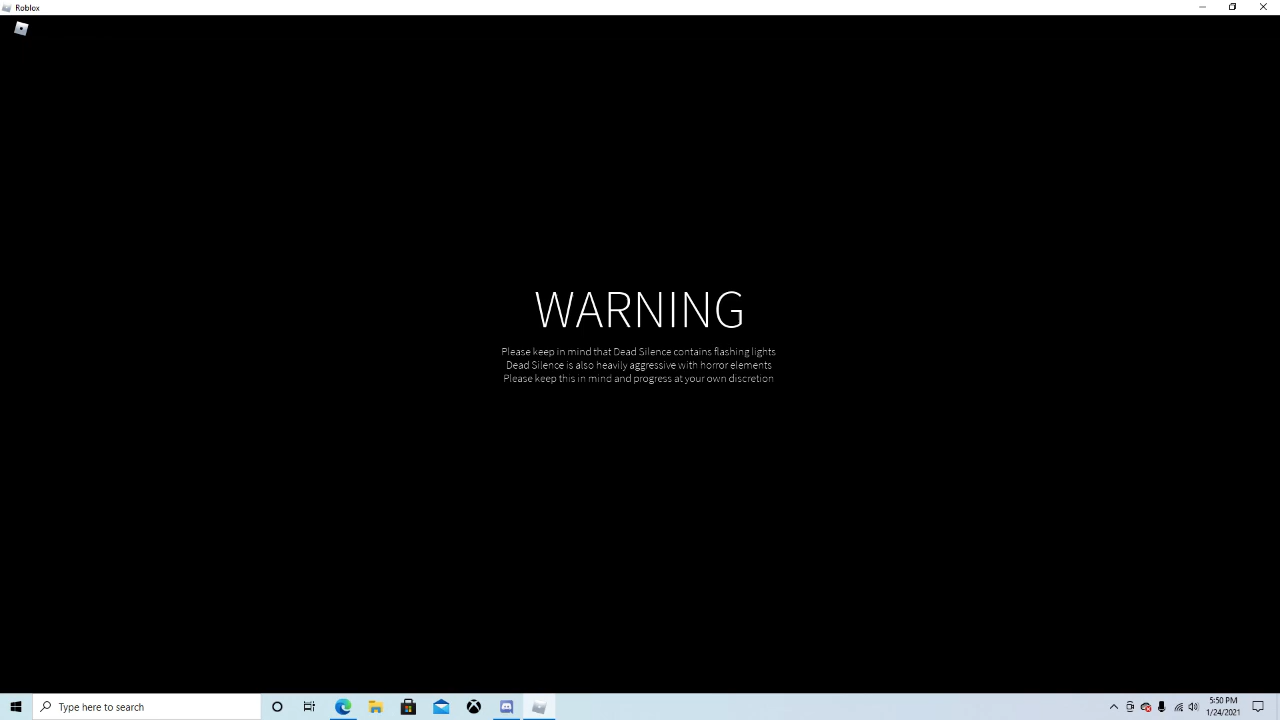 Roblox
WARNING
Please keep in mind that Dead Silence contains flashing lights
Dead Silence is also heavily aggressive with horror elements
Please keep this in mind and progress at your own discretion
Type here to search
5:50 PM
1/24/2021